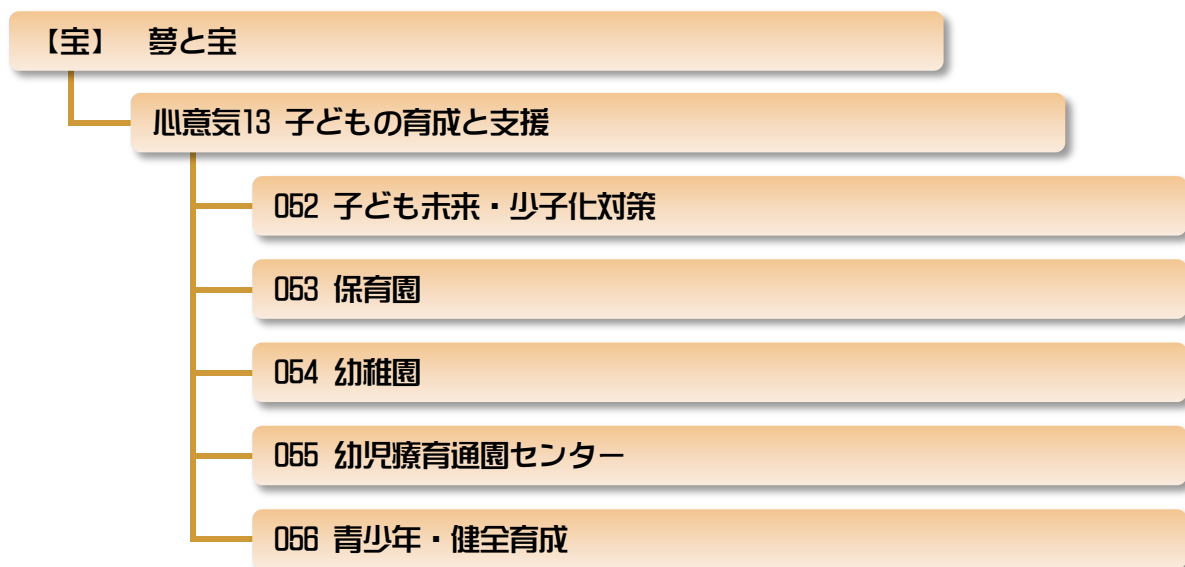 【宝】　夢と宝
心意気13 子どもの育成と支援
052 子ども未来・少子化対策
053 保育園
054 幼稚園
055 幼児療育通園センター
056 青少年・健全育成